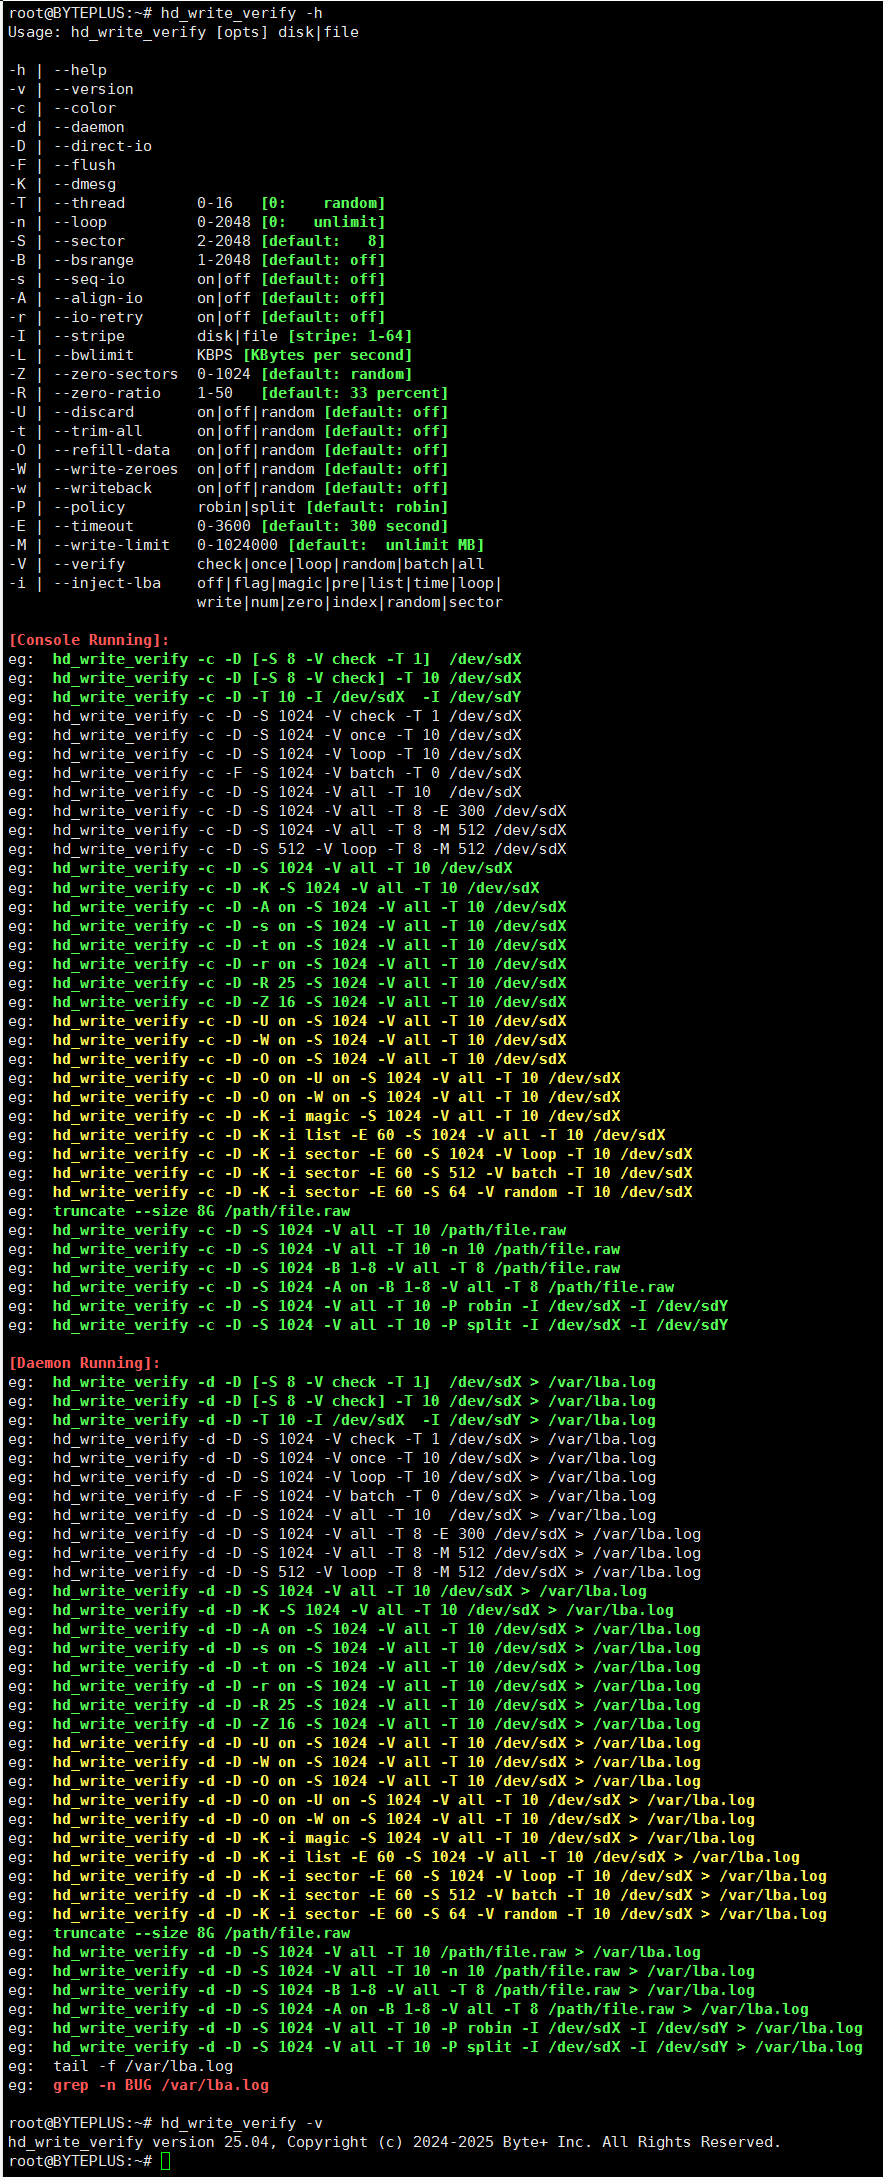 root@BYTEPLUS:~# hd_write_verify -h
Usage: hd_write_verify [opts] disk|file

-h | --help
-v | --version
-c | --color
-d | --daemon
-D | --direct-io
-F | --flush
-K | --dmesg
-T | --thread        0-16   [0:    random]
-n | --loop          0-2048 [0:   unlimit]
-S | --sector        2-2048 [default:   8]
-B | --bsrange       1-2048 [default: off]
-s | --seq-io        on|off [default: off]
-A | --align-io      on|off [default: off]
-r | --io-retry      on|off [default: off]
-I | --stripe        disk|file [stripe: 1-64]
-L | --bwlimit       KBPS [KBytes per second]
-Z | --zero-sectors  0-1024 [default: random]
-R | --zero-ratio    1-50   [default: 33 percent]
-U | --discard       on|off|random [default: off]
-t | --trim-all      on|off|random [default: off]
-O | --refill-data   on|off|random [default: off]
-W | --write-zeroes  on|off|random [default: off]
-w | --writeback     on|off|random [default: off]
-P | --policy        robin|split [default: robin]
-E | --timeout       0-3600 [default: 300 second]
-M | --write-limit   0-1024000 [default:  unlimit MB]
-V | --verify        check|once|loop|random|batch|all
-i | --inject-lba    off|flag|magic|pre|list|time|loop|
                     write|num|zero|index|random|sector

[Console Running]:
eg:  hd_write_verify -c -D [-S 8 -V check -T 1]  /dev/sdX
eg:  hd_write_verify -c -D [-S 8 -V check] -T 10 /dev/sdX
eg:  hd_write_verify -c -D -T 10 -I /dev/sdX  -I /dev/sdY
eg:  hd_write_verify -c -D -S 1024 -V check -T 1 /dev/sdX
eg:  hd_write_verify -c -D -S 1024 -V once -T 10 /dev/sdX
eg:  hd_write_verify -c -D -S 1024 -V loop -T 10 /dev/sdX
eg:  hd_write_verify -c -F -S 1024 -V batch -T 0 /dev/sdX
eg:  hd_write_verify -c -D -S 1024 -V all -T 10  /dev/sdX
eg:  hd_write_verify -c -D -S 1024 -V all -T 8 -E 300 /dev/sdX
eg:  hd_write_verify -c -D -S 1024 -V all -T 8 -M 512 /dev/sdX
eg:  hd_write_verify -c -D -S 512 -V loop -T 8 -M 512 /dev/sdX
eg:  hd_write_verify -c -D -S 1024 -V all -T 10 /dev/sdX
eg:  hd_write_verify -c -D -K -S 1024 -V all -T 10 /dev/sdX
eg:  hd_write_verify -c -D -A on -S 1024 -V all -T 10 /dev/sdX
eg:  hd_write_verify -c -D -s on -S 1024 -V all -T 10 /dev/sdX
eg:  hd_write_verify -c -D -t on -S 1024 -V all -T 10 /dev/sdX
eg:  hd_write_verify -c -D -r on -S 1024 -V all -T 10 /dev/sdX
eg:  hd_write_verify -c -D -R 25 -S 1024 -V all -T 10 /dev/sdX
eg:  hd_write_verify -c -D -Z 16 -S 1024 -V all -T 10 /dev/sdX
eg:  hd_write_verify -c -D -U on -S 1024 -V all -T 10 /dev/sdX
eg:  hd_write_verify -c -D -W on -S 1024 -V all -T 10 /dev/sdX
eg:  hd_write_verify -c -D -O on -S 1024 -V all -T 10 /dev/sdX
eg:  hd_write_verify -c -D -O on -U on -S 1024 -V all -T 10 /dev/sdX
eg:  hd_write_verify -c -D -O on -W on -S 1024 -V all -T 10 /dev/sdX
eg:  hd_write_verify -c -D -K -i magic -S 1024 -V all -T 10 /dev/sdX
eg:  hd_write_verify -c -D -K -i list -E 60 -S 1024 -V all -T 10 /dev/sdX
eg:  hd_write_verify -c -D -K -i sector -E 60 -S 1024 -V loop -T 10 /dev/sdX
eg:  hd_write_verify -c -D -K -i sector -E 60 -S 512 -V batch -T 10 /dev/sdX
eg:  hd_write_verify -c -D -K -i sector -E 60 -S 64 -V random -T 10 /dev/sdX
eg:  truncate --size 8G /path/file.raw
eg:  hd_write_verify -c -D -S 1024 -V all -T 10 /path/file.raw
eg:  hd_write_verify -c -D -S 1024 -V all -T 10 -n 10 /path/file.raw
eg:  hd_write_verify -c -D -S 1024 -B 1-8 -V all -T 8 /path/file.raw
eg:  hd_write_verify -c -D -S 1024 -A on -B 1-8 -V all -T 8 /path/file.raw
eg:  hd_write_verify -c -D -S 1024 -V all -T 10 -P robin -I /dev/sdX -I /dev/sdY
eg:  hd_write_verify -c -D -S 1024 -V all -T 10 -P split -I /dev/sdX -I /dev/sdY

[Daemon Running]:
eg:  hd_write_verify -d -D [-S 8 -V check -T 1]  /dev/sdX > /var/lba.log
eg:  hd_write_verify -d -D [-S 8 -V check] -T 10 /dev/sdX > /var/lba.log
eg:  hd_write_verify -d -D -T 10 -I /dev/sdX  -I /dev/sdY > /var/lba.log
eg:  hd_write_verify -d -D -S 1024 -V check -T 1 /dev/sdX > /var/lba.log
eg:  hd_write_verify -d -D -S 1024 -V once -T 10 /dev/sdX > /var/lba.log
eg:  hd_write_verify -d -D -S 1024 -V loop -T 10 /dev/sdX > /var/lba.log
eg:  hd_write_verify -d -F -S 1024 -V batch -T 0 /dev/sdX > /var/lba.log
eg:  hd_write_verify -d -D -S 1024 -V all -T 10  /dev/sdX > /var/lba.log
eg:  hd_write_verify -d -D -S 1024 -V all -T 8 -E 300 /dev/sdX > /var/lba.log
eg:  hd_write_verify -d -D -S 1024 -V all -T 8 -M 512 /dev/sdX > /var/lba.log
eg:  hd_write_verify -d -D -S 512 -V loop -T 8 -M 512 /dev/sdX > /var/lba.log
eg:  hd_write_verify -d -D -S 1024 -V all -T 10 /dev/sdX > /var/lba.log
eg:  hd_write_verify -d -D -K -S 1024 -V all -T 10 /dev/sdX > /var/lba.log
eg:  hd_write_verify -d -D -A on -S 1024 -V all -T 10 /dev/sdX > /var/lba.log
eg:  hd_write_verify -d -D -s on -S 1024 -V all -T 10 /dev/sdX > /var/lba.log
eg:  hd_write_verify -d -D -t on -S 1024 -V all -T 10 /dev/sdX > /var/lba.log
eg:  hd_write_verify -d -D -r on -S 1024 -V all -T 10 /dev/sdX > /var/lba.log
eg:  hd_write_verify -d -D -R 25 -S 1024 -V all -T 10 /dev/sdX > /var/lba.log
eg:  hd_write_verify -d -D -Z 16 -S 1024 -V all -T 10 /dev/sdX > /var/lba.log
eg:  hd_write_verify -d -D -U on -S 1024 -V all -T 10 /dev/sdX > /var/lba.log
eg:  hd_write_verify -d -D -W on -S 1024 -V all -T 10 /dev/sdX > /var/lba.log
eg:  hd_write_verify -d -D -O on -S 1024 -V all -T 10 /dev/sdX > /var/lba.log
eg:  hd_write_verify -d -D -O on -U on -S 1024 -V all -T 10 /dev/sdX > /var/lba.log
eg:  hd_write_verify -d -D -O on -W on -S 1024 -V all -T 10 /dev/sdX > /var/lba.log
eg:  hd_write_verify -d -D -K -i magic -S 1024 -V all -T 10 /dev/sdX > /var/lba.log
eg:  hd_write_verify -d -D -K -i list -E 60 -S 1024 -V all -T 10 /dev/sdX > /var/lba.log
eg:  hd_write_verify -d -D -K -i sector -E 60 -S 1024 -V loop -T 10 /dev/sdX > /var/lba.log
eg:  hd_write_verify -d -D -K -i sector -E 60 -S 512 -V batch -T 10 /dev/sdX > /var/lba.log
eg:  hd_write_verify -d -D -K -i sector -E 60 -S 64 -V random -T 10 /dev/sdX > /var/lba.log
eg:  truncate --size 8G /path/file.raw
eg:  hd_write_verify -d -D -S 1024 -V all -T 10 /path/file.raw > /var/lba.log
eg:  hd_write_verify -d -D -S 1024 -V all -T 10 -n 10 /path/file.raw > /var/lba.log
eg:  hd_write_verify -d -D -S 1024 -B 1-8 -V all -T 8 /path/file.raw > /var/lba.log
eg:  hd_write_verify -d -D -S 1024 -A on -B 1-8 -V all -T 8 /path/file.raw > /var/lba.log
eg:  hd_write_verify -d -D -S 1024 -V all -T 10 -P robin -I /dev/sdX -I /dev/sdY > /var/lba.log
eg:  hd_write_verify -d -D -S 1024 -V all -T 10 -P split -I /dev/sdX -I /dev/sdY > /var/lba.log
eg:  tail -f /var/lba.log
eg:  grep -n BUG /var/lba.log

root@BYTEPLUS:~# hd_write_verify -v
hd_write_verify version 25.04, Copyright (c) 2024-2025 Byte+ Inc. All Rights Reserved.
root@BYTEPLUS:~#